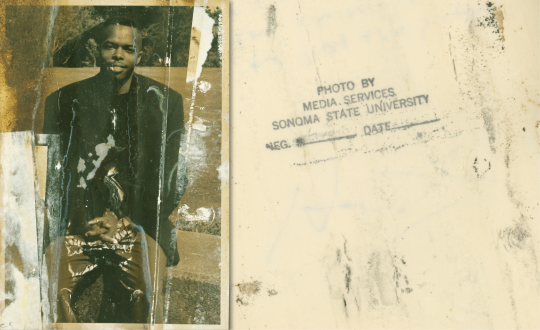 PHOTO BY
MEDIA SERVICES
SONOMA STATE UNIVERSITY
NEG. DATE